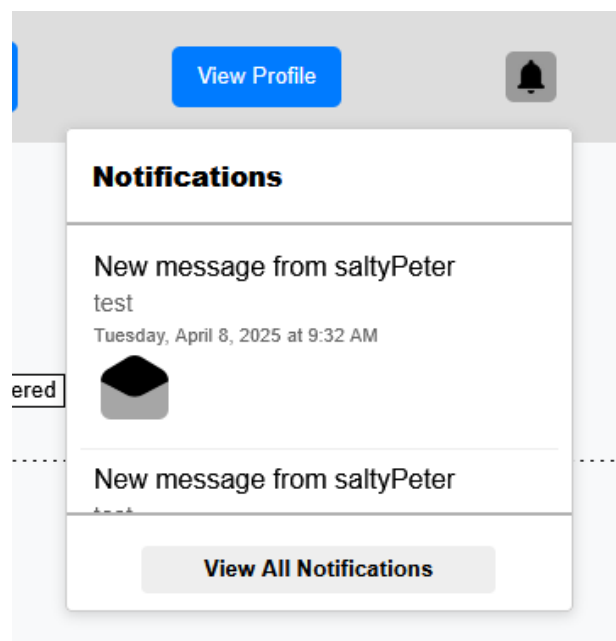 View Profile
Notifications
New message from saltyPeter
test
Tuesday, April 8, 2025 at 9:32 AM
ered
New message from saltyPeter
View All Notifications